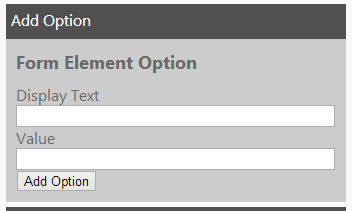 Add Option
Form Element Option
Display Text
Value
Add Option